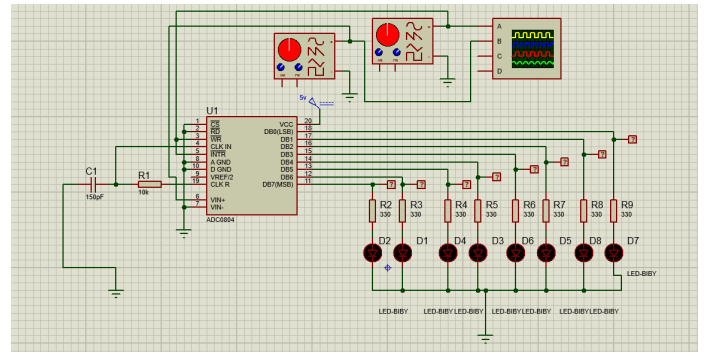 A
B
C
D
5v
U1
1 CS VCC 20
2 RD DB0(LSB) 18
3 WR DB1 17
4 CLK IN DB2 16
5 INTR DB3 15
8 A GND DB4 14
10 D GND DB5 13
9 VREF/2 DB6 12
19 CLK R DB7(MSB) 11
6 VIN+
7 VIN-
ADC0804
C1
150pF
R1
10k
? ? ? ? ? ? ? ?
R2 R3 R4 R5 R6 R7 R8 R9
330 330 330 330 330 330 330 330
D2 D1 D4 D3 D6 D5 D8 D7
LED-BIBY
LED-BIBY LED-BIBY LED-BIBY LED-BIBY LED-BIBY LED-BIBY LED-BIBY